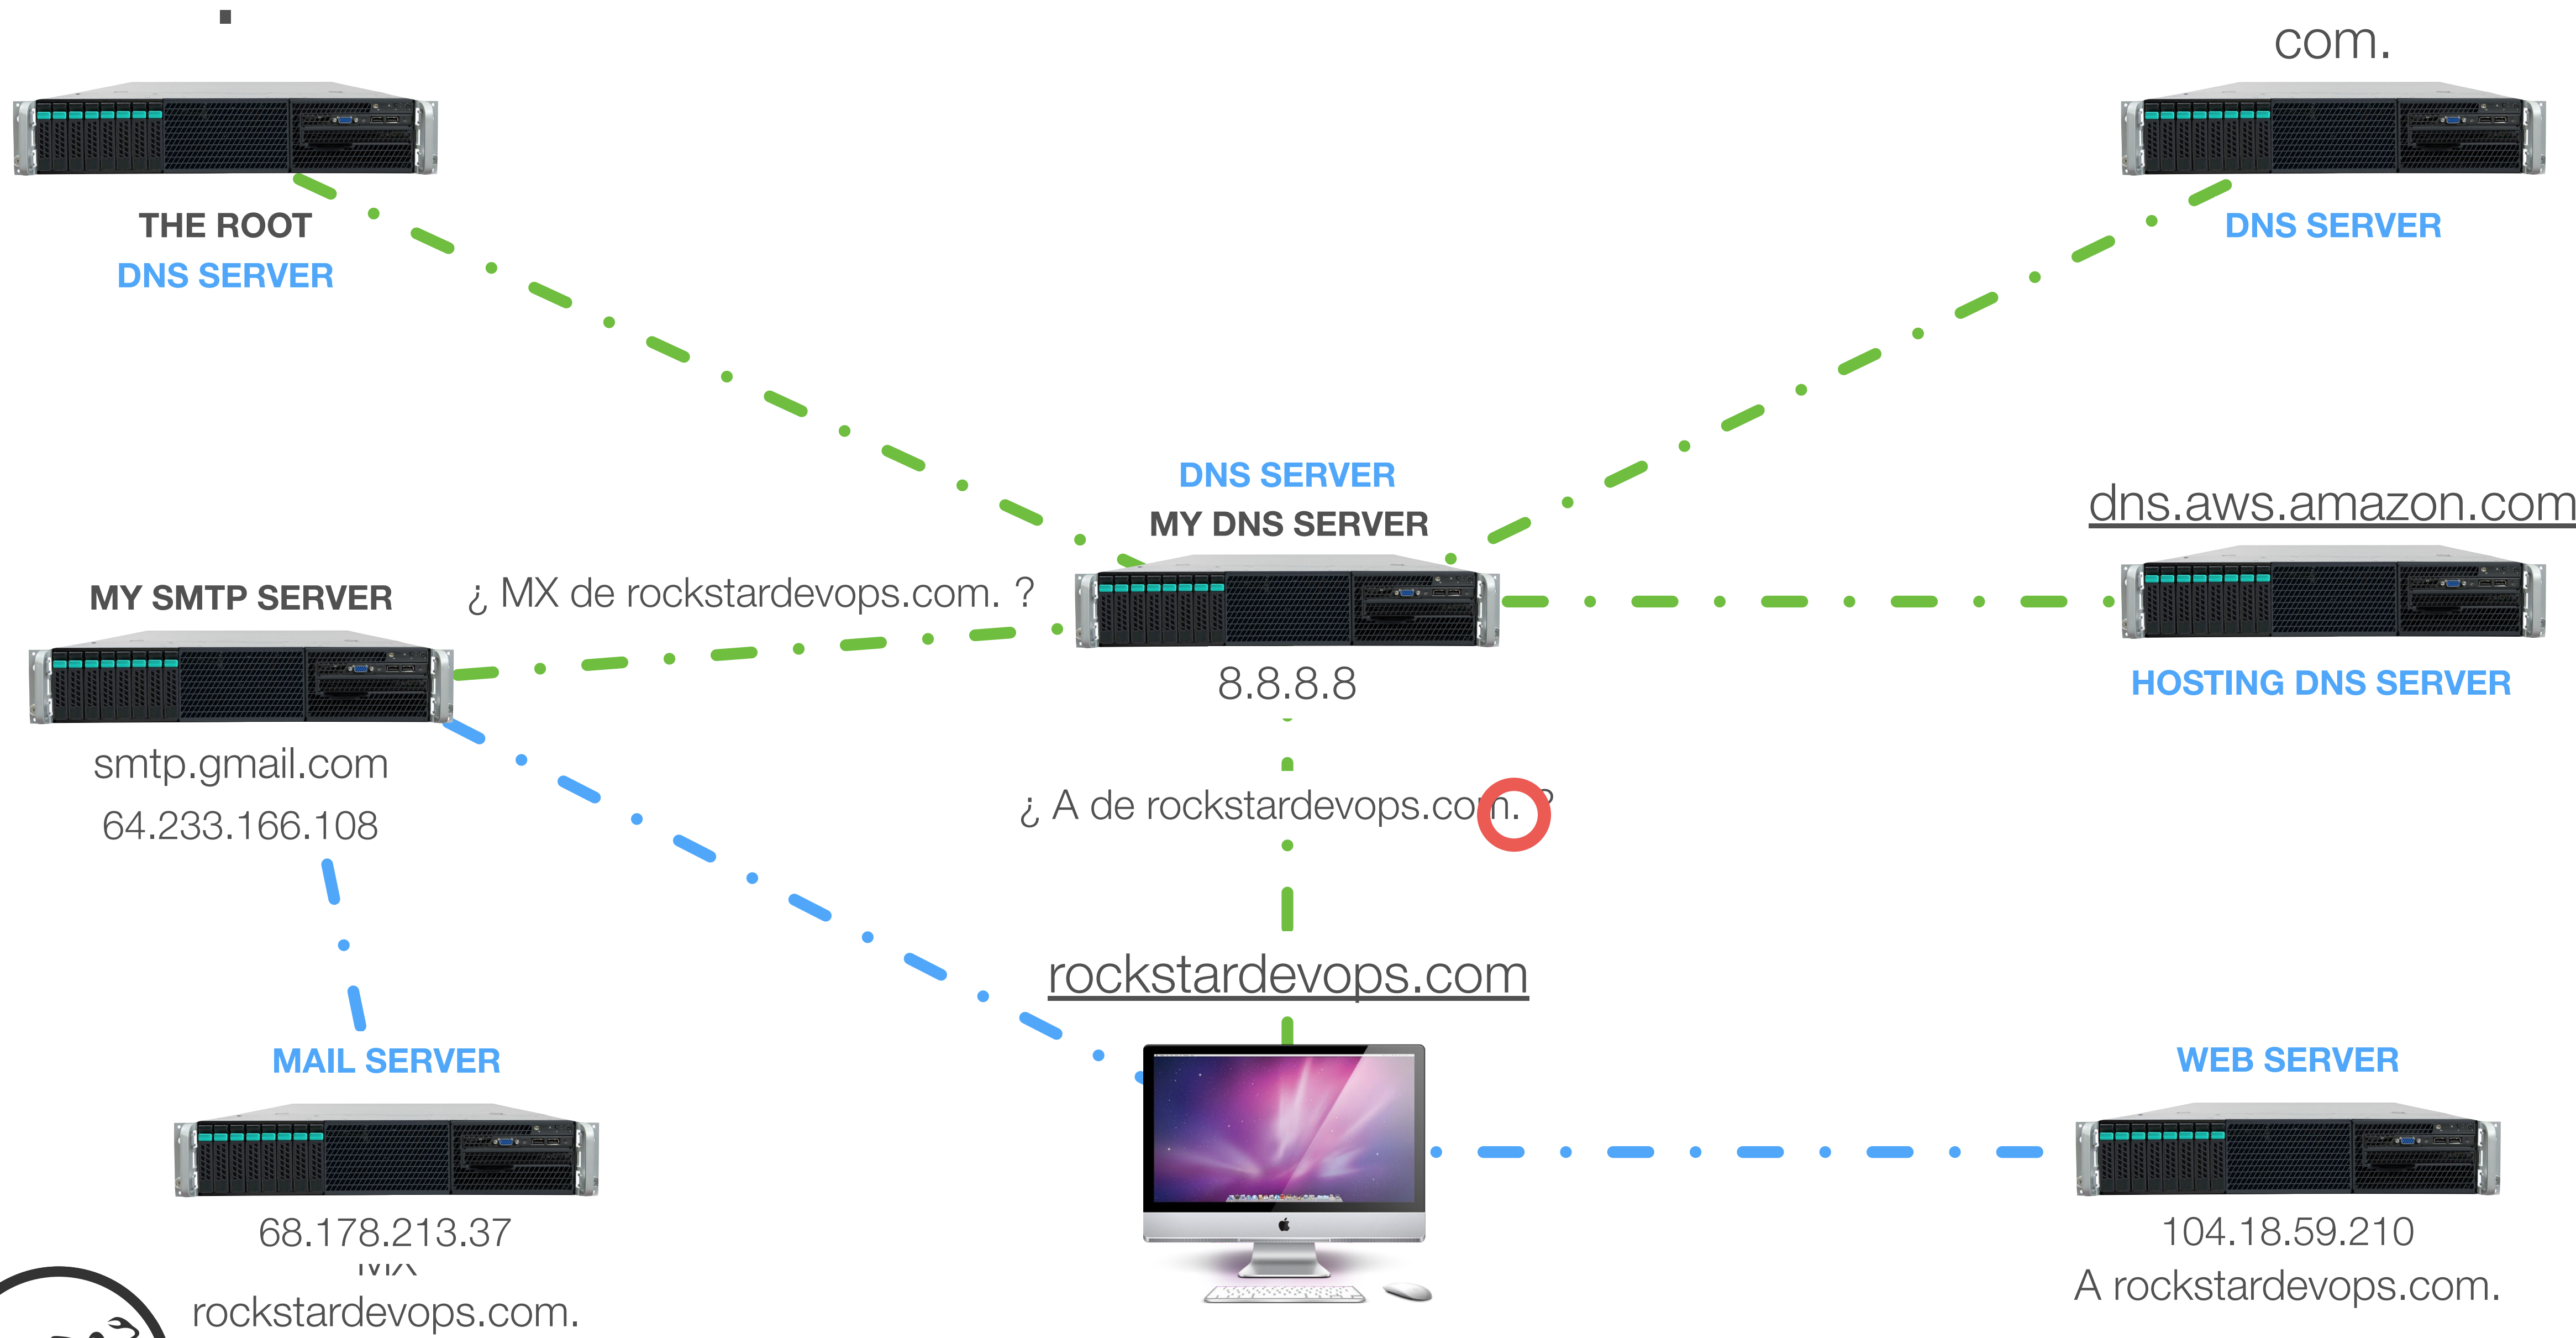 .
com.
THE ROOT
DNS SERVER
DNS SERVER
DNS SERVER
MY DNS SERVER
dns.aws.amazon.com
MY SMTP SERVER
¿ MX de rockstardevops.com. ?
8.8.8.8
HOSTING DNS SERVER
smtp.gmail.com
64.233.166.108
¿ A de rockstardevops.com. ?
rockstardevops.com
MAIL SERVER
WEB SERVER
68.178.213.37
MX
rockstardevops.com.
104.18.59.210
A rockstardevops.com.